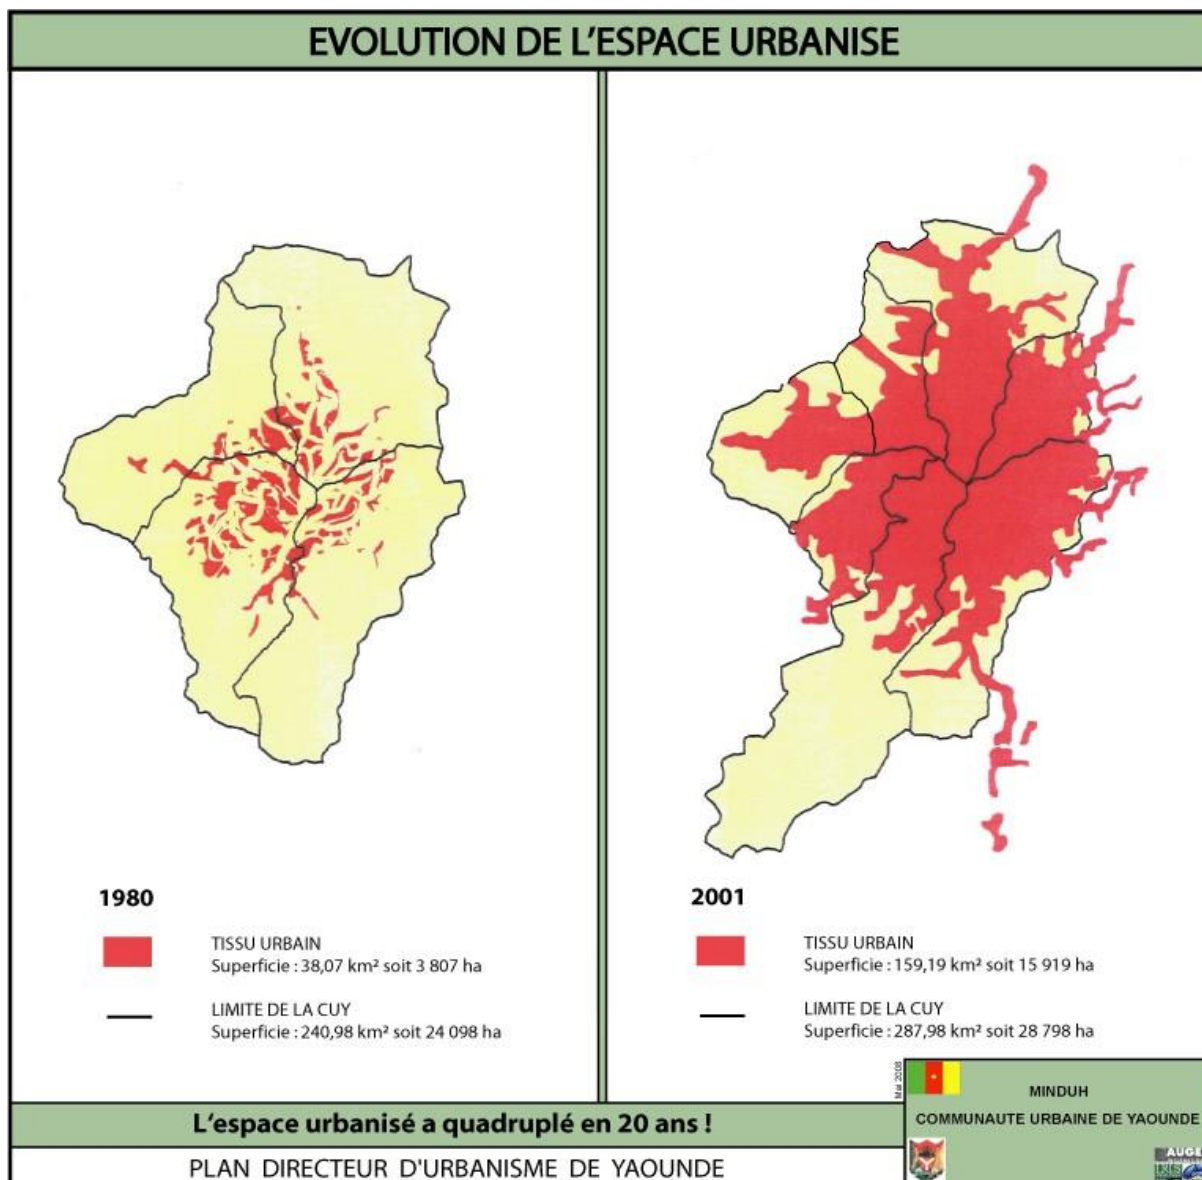 EVOLUTION DE L'ESPACE URBANISE
1980
TISSU URBAIN
Superficie : 38,07 km² soit 3 807 ha
LIMITE DE LA CUY
Superficie : 240,98 km² soit 24 098 ha
2001
TISSU URBAIN
Superficie : 159,19 km² soit 15 919 ha
LIMITE DE LA CUY
Superficie : 287,98 km² soit 28 798 ha
L'espace urbanisé a quadruplé en 20 ans !
PLAN DIRECTEUR D'URBANISME DE YAOUNDE
Mai 2008
MINDUH
COMMUNAUTE URBAINE DE YAOUNDE